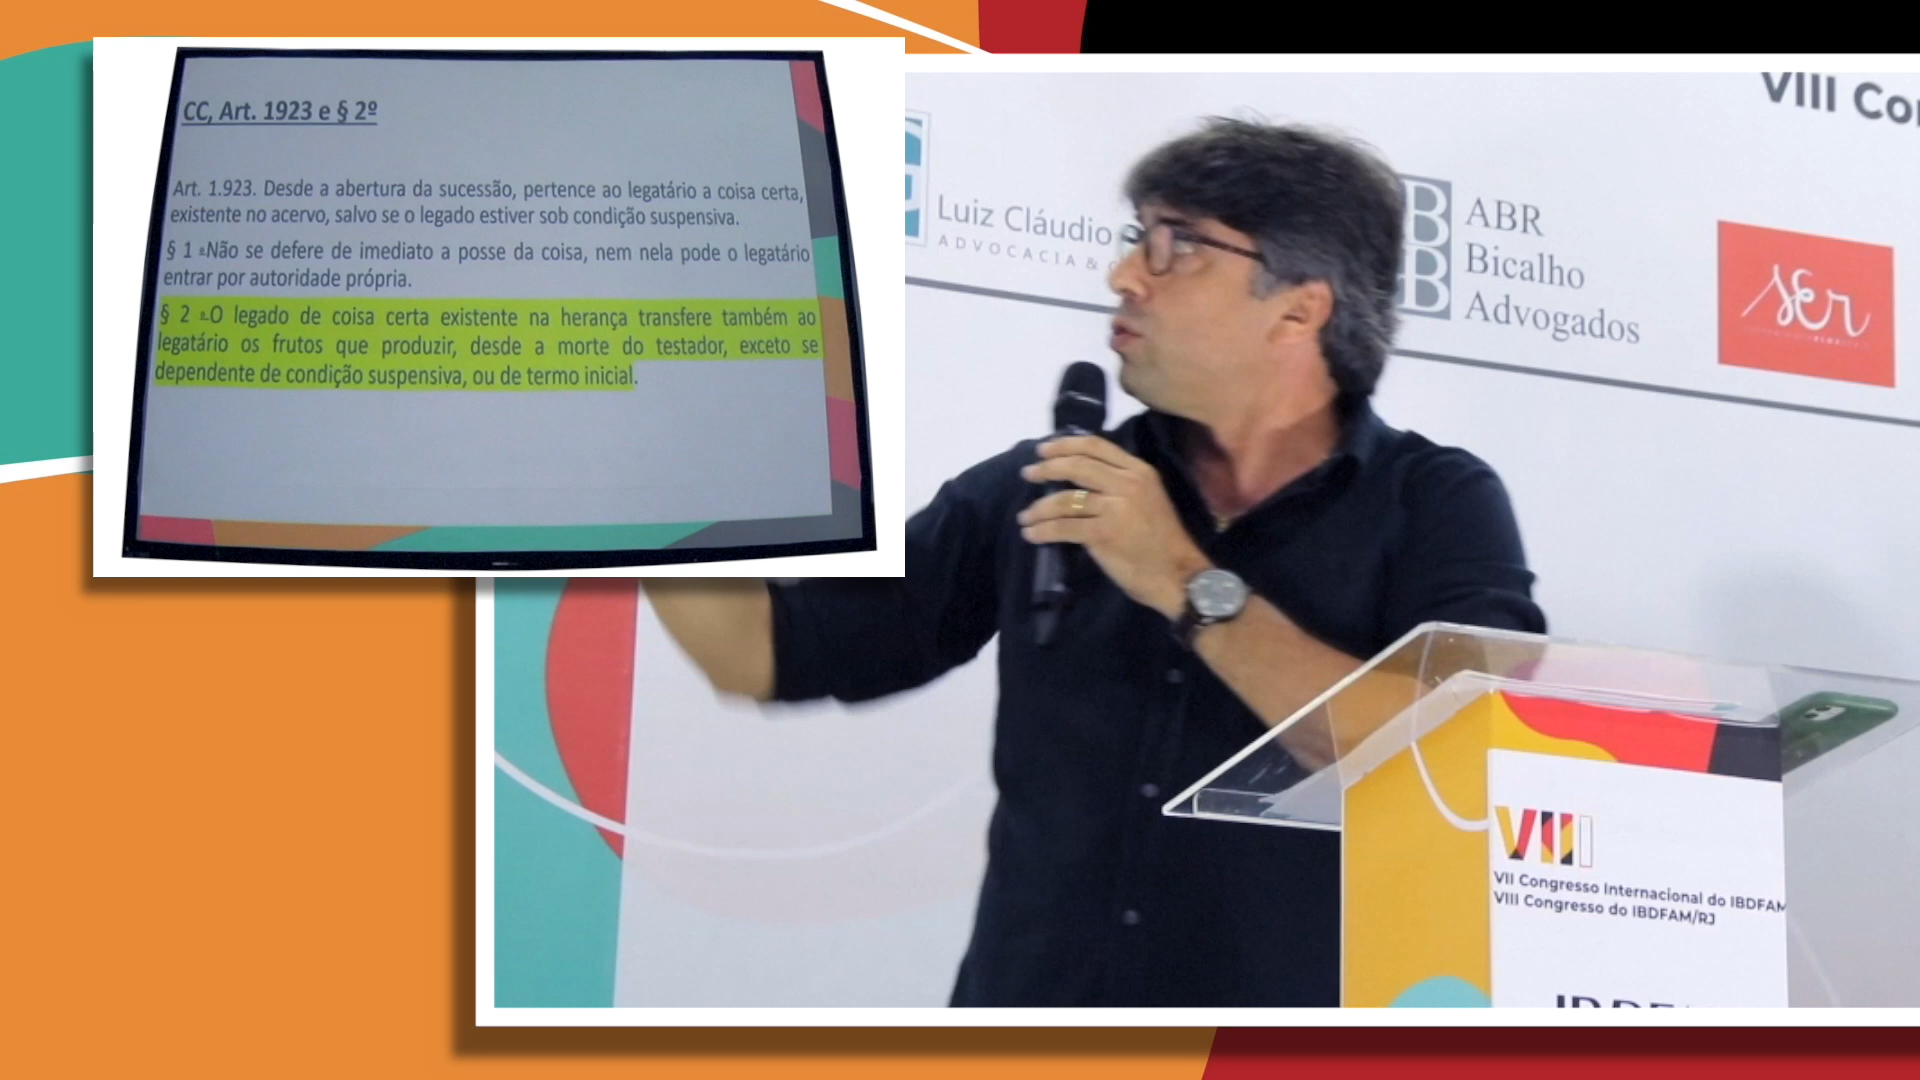 CC, Art. 1923 e § 2º
Art. 1.923. Desde a abertura da sucessão, pertence ao legatário a coisa certa,
existente no acervo, salvo se o legado estiver sob condição suspensiva.
§ 1 º Não se defere de imediato a posse da coisa, nem nela pode o legatário
entrar por autoridade própria.
§ 2 º O legado de coisa certa existente na herança transfere também ao
legatário os frutos que produzir, desde a morte do testador, exceto se
dependente de condição suspensiva, ou de termo inicial.
VIII
Luiz Cláudio
ADVOCACIA &
ABR
Bicalho
Advogados
ser
VIII
VII Congresso Internacional do IBDFAM
VIII Congresso do IBDFAM/RJ